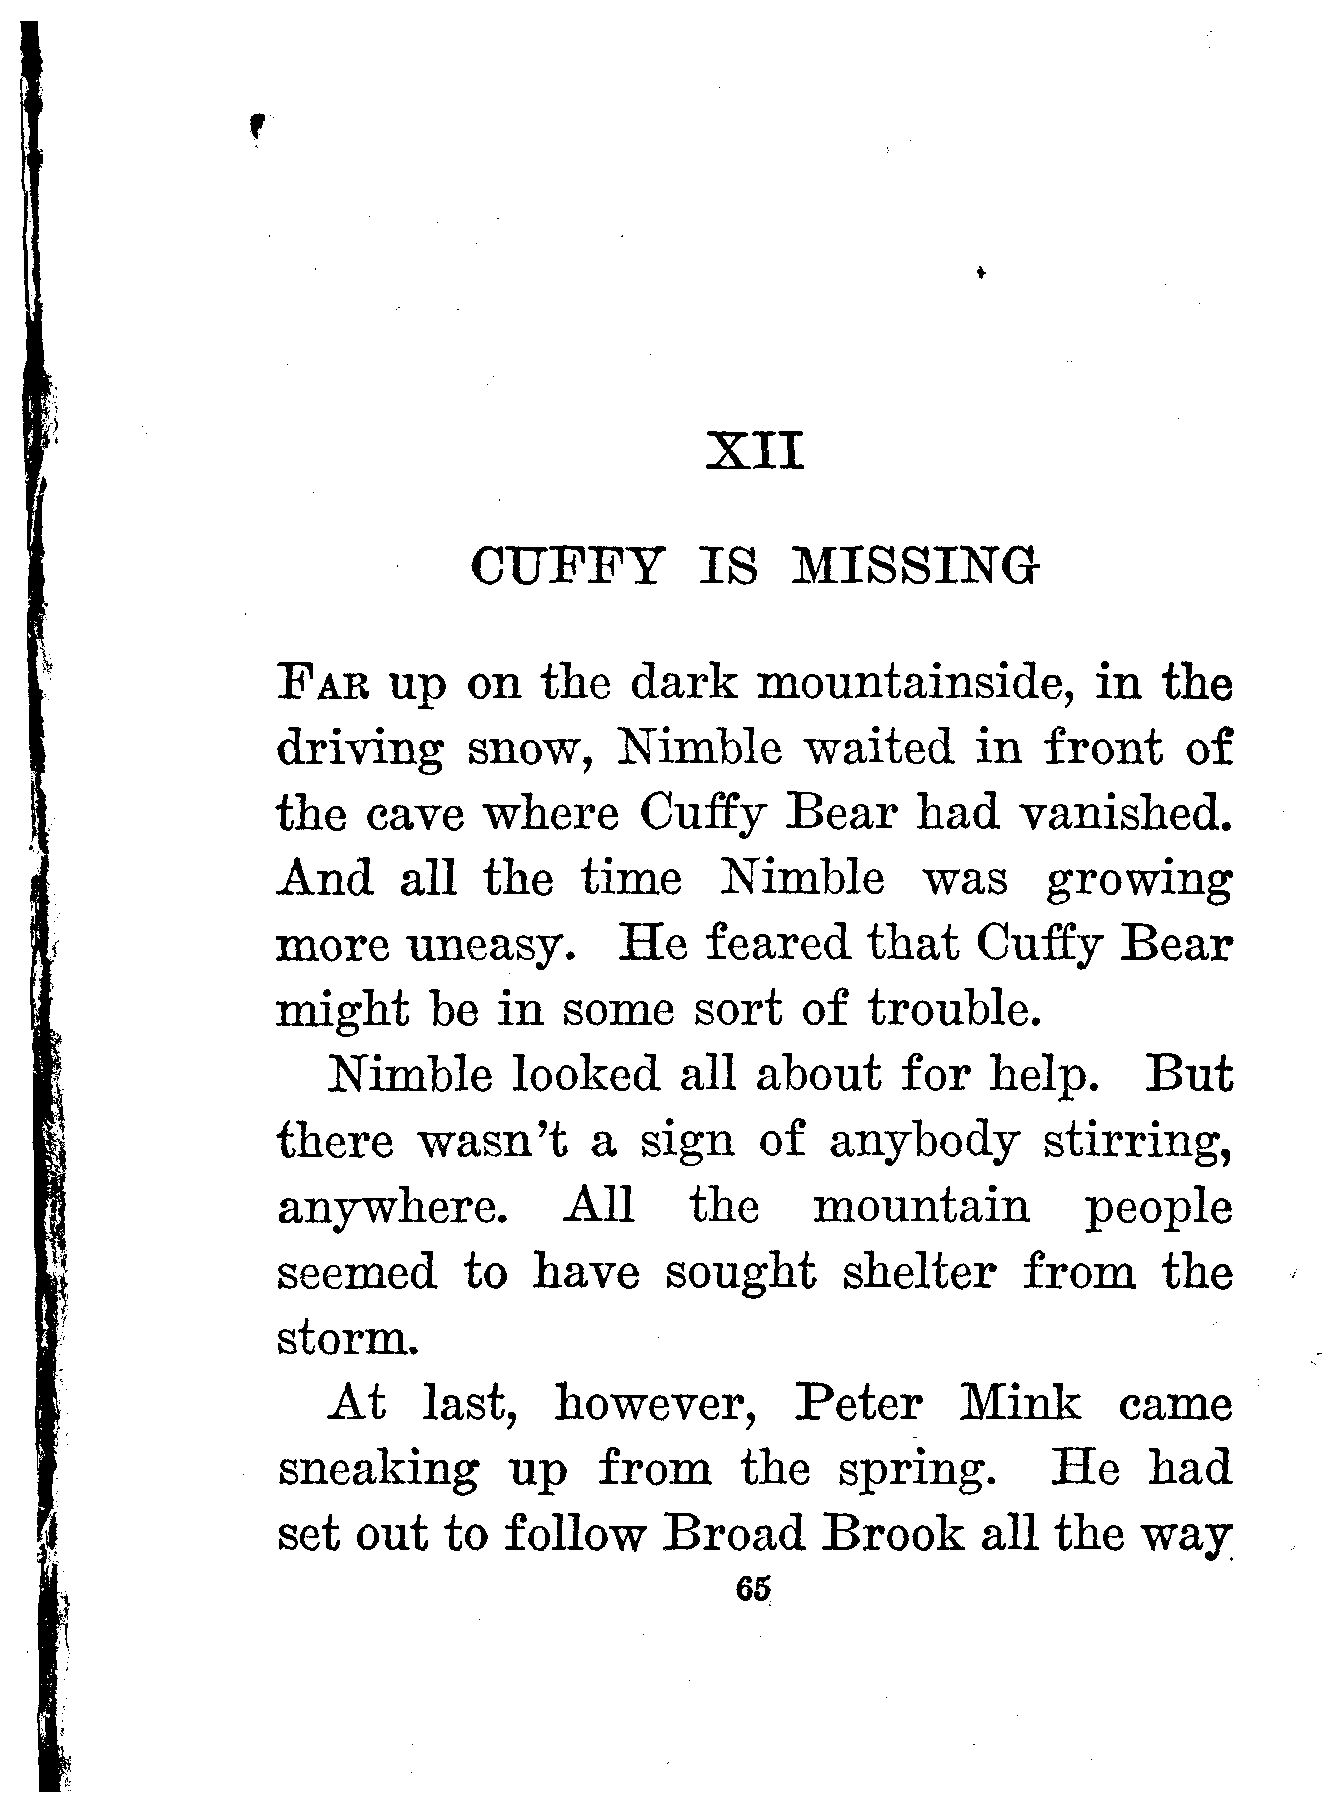 XII
CUFFY IS MISSING
FAR up on the dark mountainside, in the
driving snow, Nimble waited in front of
the cave where Cuffy Bear had vanished.
And all the time Nimble was growing
more uneasy. He feared that Cuffy Bear
might be in some sort of trouble.
Nimble looked all about for help. But
there wasn't a sign of anybody stirring,
anywhere. All the mountain people
seemed to have sought shelter from the
storm.
At last, however, Peter Mink came
sneaking up from the spring. He had
set out to follow Broad Brook all the way
65